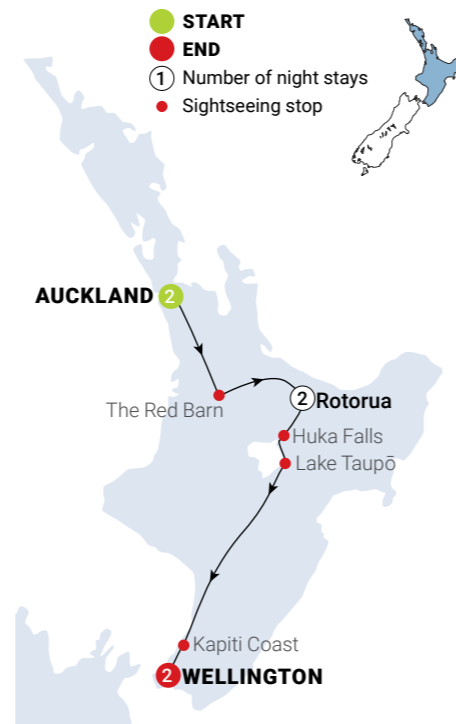 START
END
1 Number of night stays
Sightseeing stop
AUCKLAND 2
The Red Barn
2 Rotorua
Huka Falls
Lake Taupō
Kapiti Coast
2 WELLINGTON